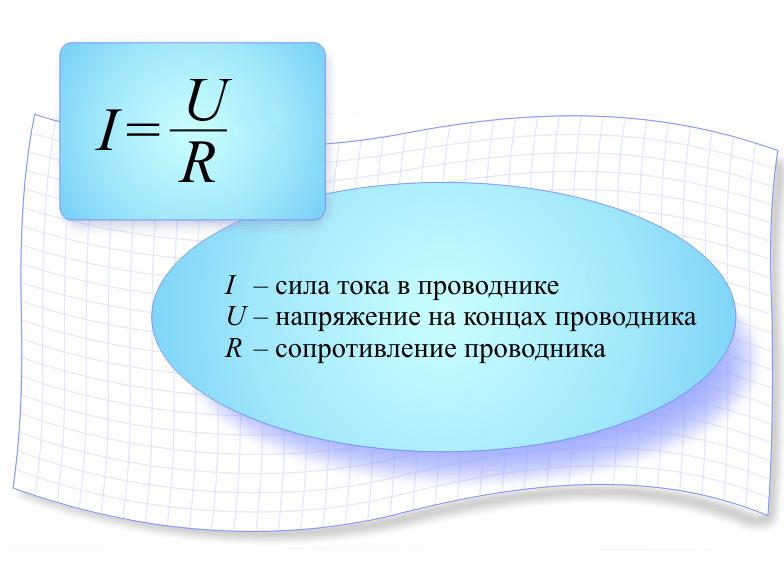 I = U/R
I – сила тока в проводнике
U – напряжение на концах проводника
R – сопротивление проводника